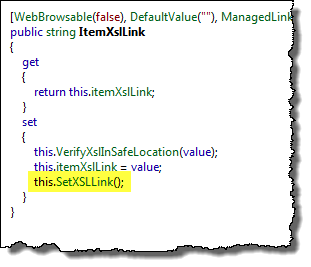 [WebBrowsable(false), DefaultValue(""), ManagedLink
public string ItemXslLink
{
get
{
return this.itemXslLink;
}
set
{
this.VerifyXslInSafeLocation(value);
this.itemXslLink = value;
this.SetXSLLink();
}
}